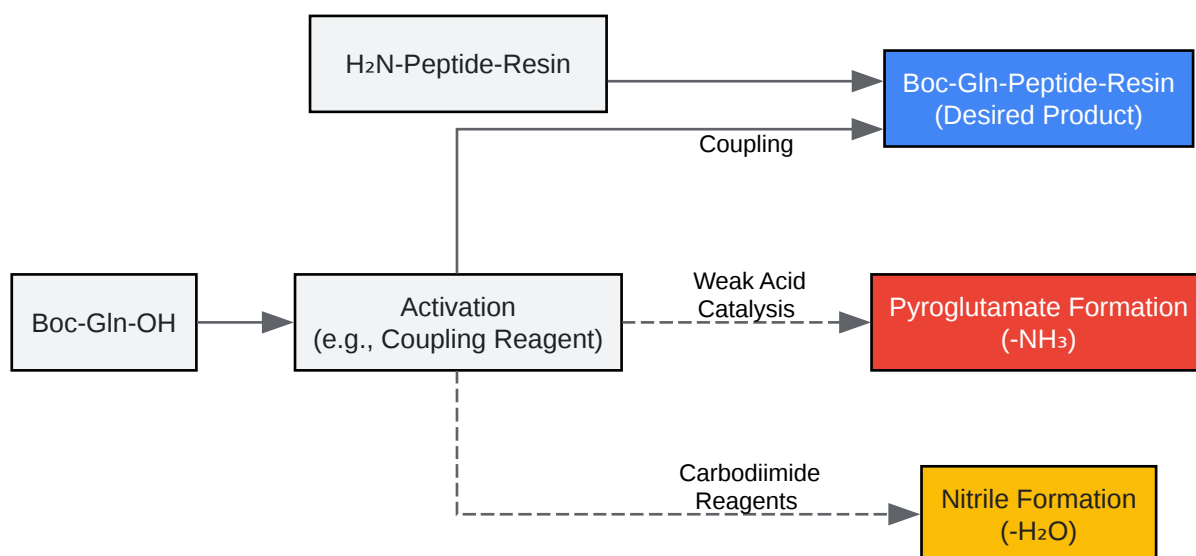 H₂N-Peptide-Resin
Boc-Gln-Peptide-Resin
(Desired Product)
Coupling
Boc-Gln-OH
Activation
(e.g., Coupling Reagent)
Weak Acid
Catalysis
Pyroglutamate Formation
(-NH₃)
Carbodiimide
Reagents
Nitrile Formation
(-H₂O)